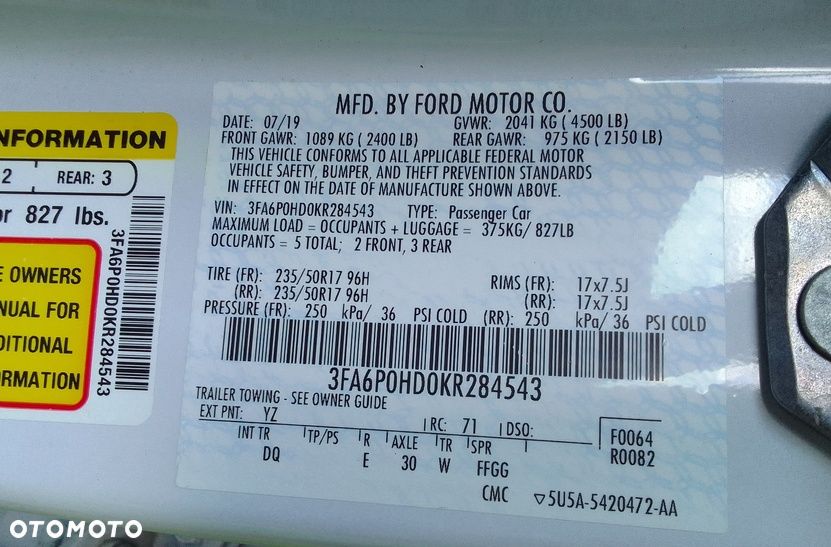 NFORMATION
2 REAR: 3
or 827 lbs.
E OWNERS
NUAL FOR
DITIONAL
FORMATION
3FA6P0HD0KR284543
MFD. BY FORD MOTOR CO.
DATE: 07/19 GVWR: 2041 KG ( 4500 LB)
FRONT GAWR: 1089 KG ( 2400 LB) REAR GAWR: 975 KG ( 2150 LB)
THIS VEHICLE CONFORMS TO ALL APPLICABLE FEDERAL MOTOR
VEHICLE SAFETY, BUMPER, AND THEFT PREVENTION STANDARDS
IN EFFECT ON THE DATE OF MANUFACTURE SHOWN ABOVE.
VIN: 3FA6P0HD0KR284543 TYPE: Passenger Car
MAXIMUM LOAD = OCCUPANTS + LUGGAGE = 375KG/ 827LB
OCCUPANTS = 5 TOTAL; 2 FRONT, 3 REAR
TIRE (FR): 235/50R17 96H RIMS (FR): 17x7.5J
(RR): 235/50R17 96H (RR): 17x7.5J
PRESSURE (FR): 250 kPa/ 36 PSI COLD (RR): 250 kPa/ 36 PSI COLD
3FA6P0HD0KR284543
TRAILER TOWING - SEE OWNER GUIDE
EXT PNT: YZ RC: 71 DSO: F0064
INT TR TP/PS R AXLE TR SPR R0082
DQ E 30 W FFGG
CMC ▽5U5A-5420472-AA
OTOMOTO